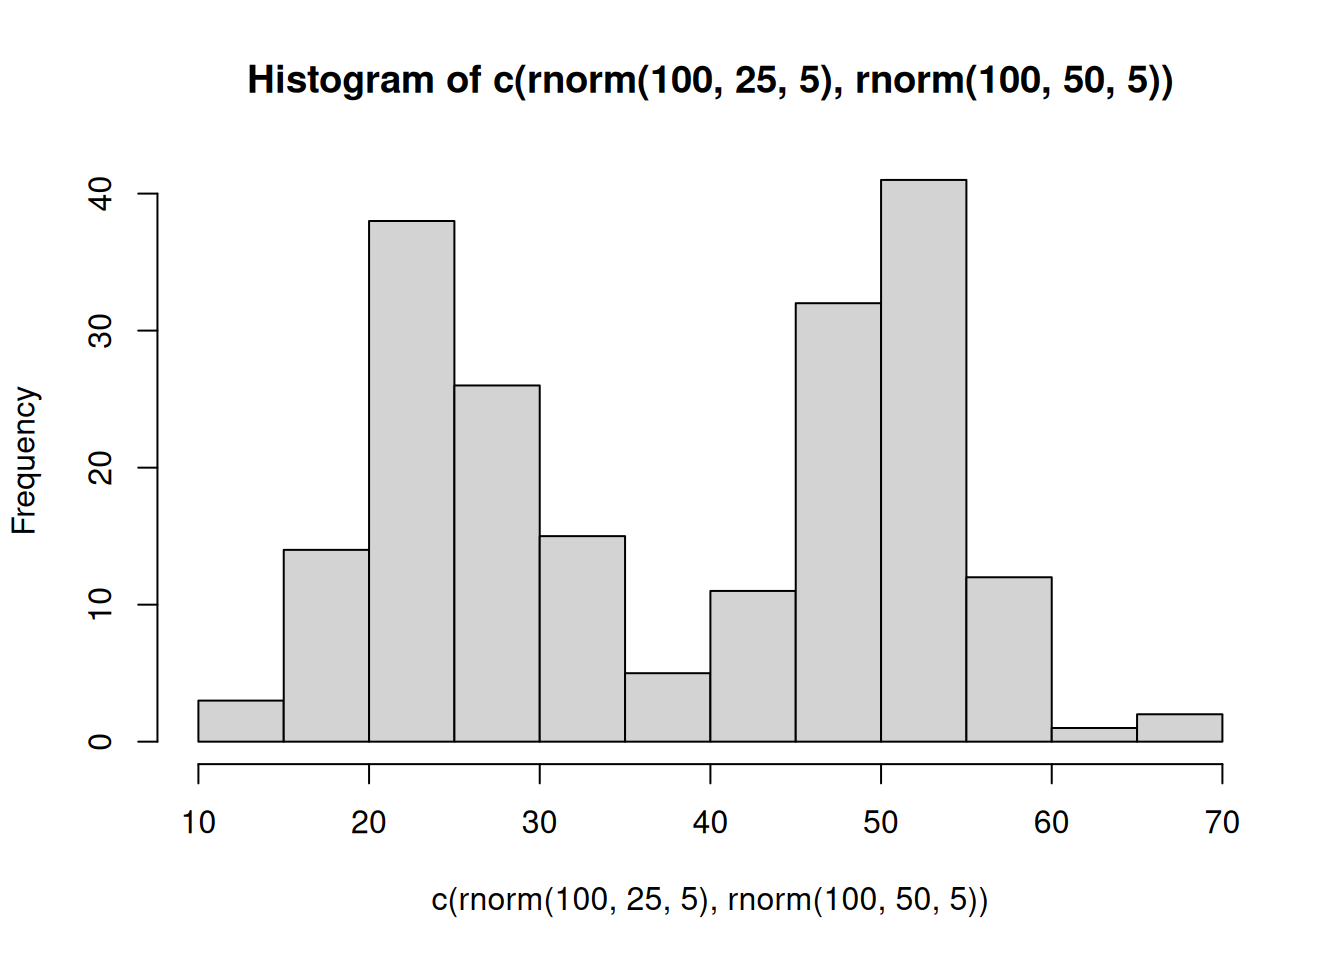 Histogram of c(rnorm(100, 25, 5), rnorm(100, 50, 5))
Frequency
40
30
20
10
0
10 20 30 40 50 60 70
c(rnorm(100, 25, 5), rnorm(100, 50, 5))